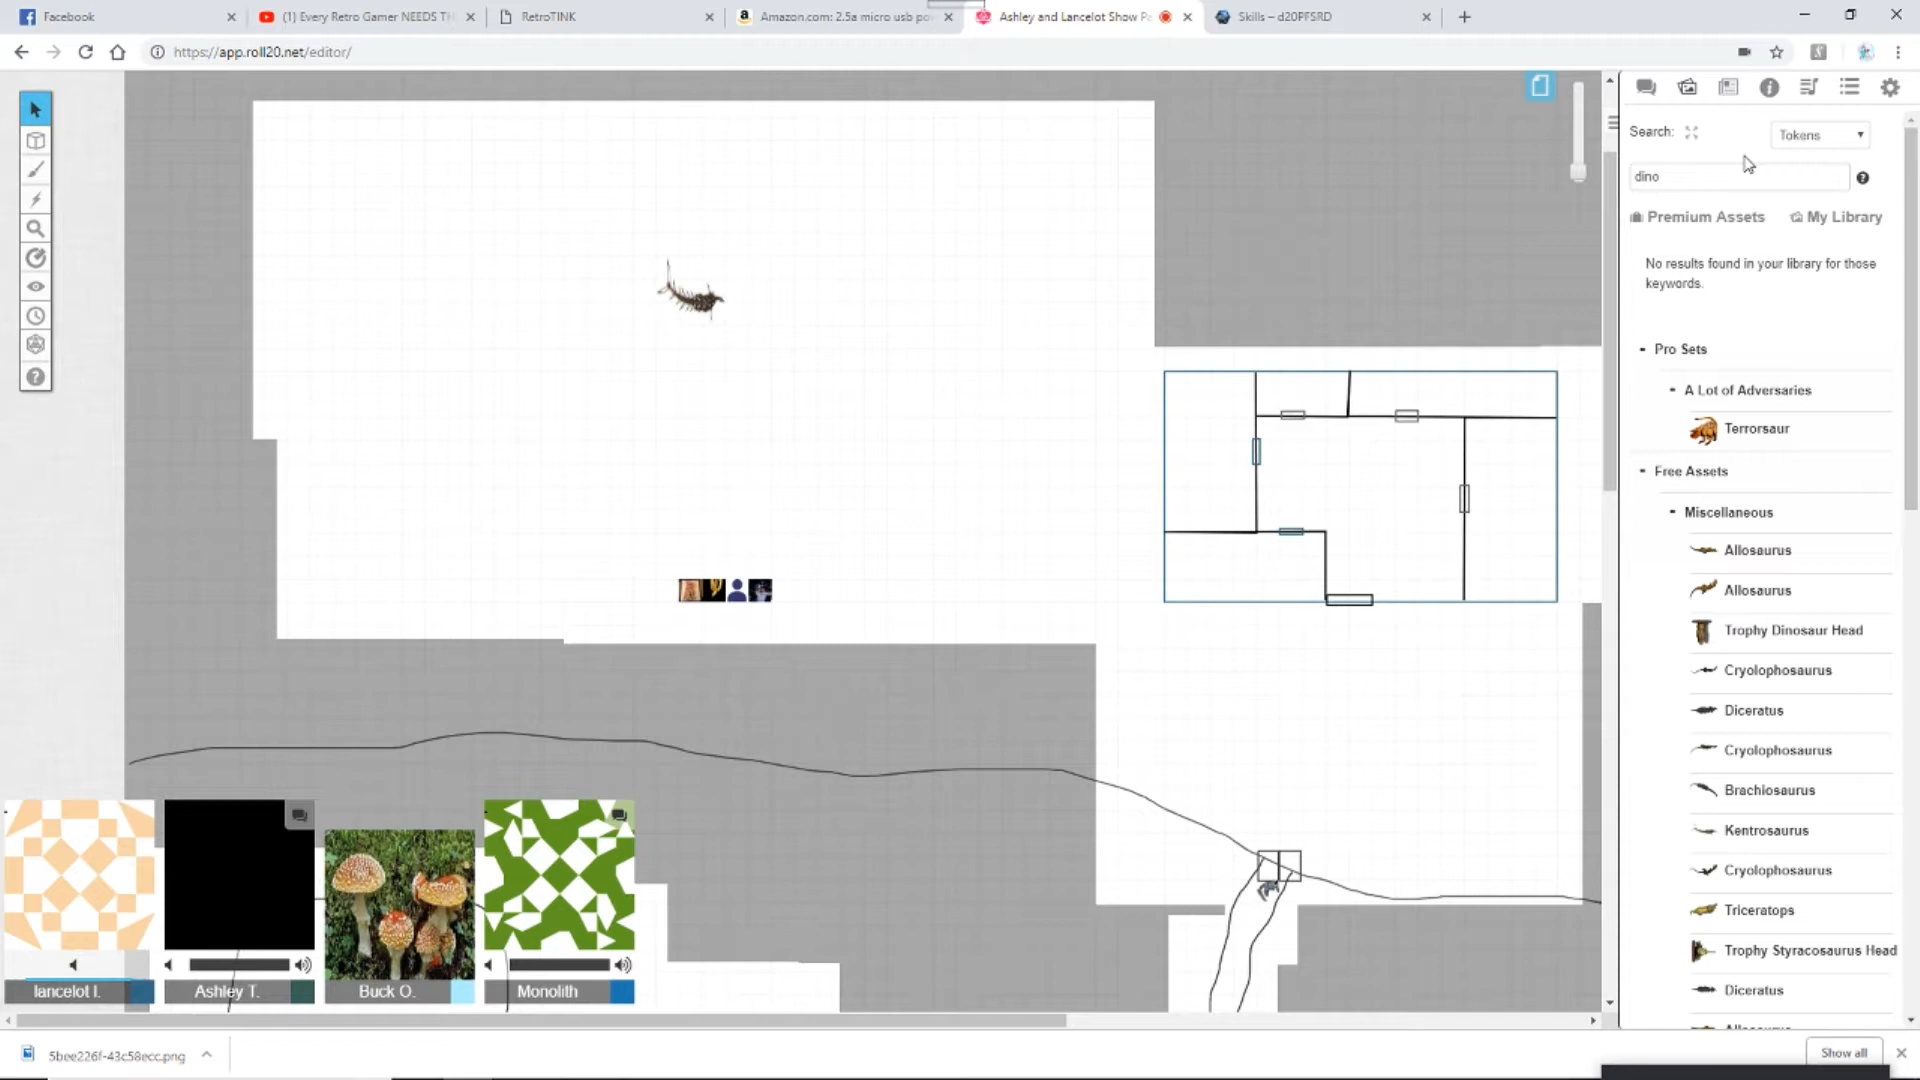 Facebook
(1) Every Retro Gamer NEEDS TH
RetroTINK
Amazon.com: 2.5a micro usb po
Ashley and Lancelot Show Pa
Skills – d20PFSRD
https://app.roll20.net/editor/
Search:
Tokens
dino
Premium Assets
My Library
No results found in your library for those
keywords.
Pro Sets
A Lot of Adversaries
Terrorsaur
Free Assets
Miscellaneous
Allosaurus
Allosaurus
Trophy Dinosaur Head
Cryolophosaurus
Diceratus
Cryolophosaurus
Brachiosaurus
Kentrosaurus
Cryolophosaurus
Triceratops
Trophy Styracosaurus Head
Diceratus
lancelot l.
Ashley T.
Buck O.
Monolith
5bee226f-43c58ecc.png
Show all